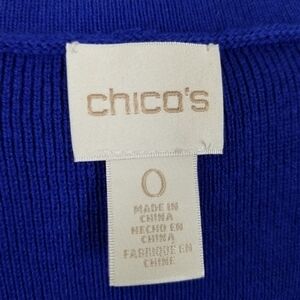 chico's
0
MADE IN
CHINA
HECHO EN
CHINA
FABRIQUÉ EN
CHINE